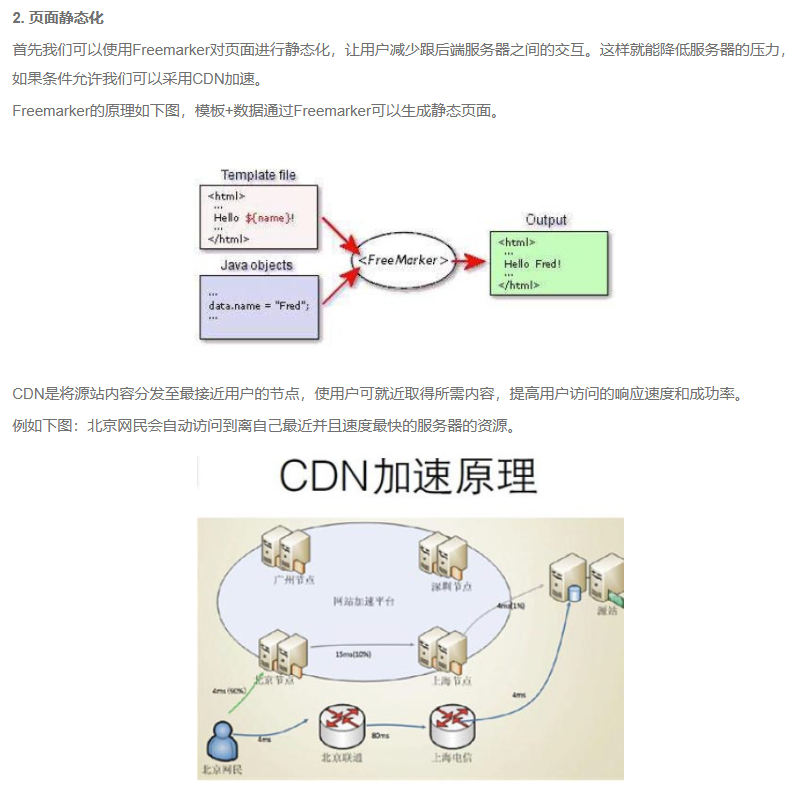 2. 页面静态化
首先我们可以使用Freemarker对页面进行静态化，让用户减少跟后端服务器之间的交互。这样就能降低服务器的压力，
如果条件允许我们可以采用CDN加速。
Freemarker的原理如下图，模板+数据通过Freemarker可以生成静态页面。
Template file
<html>
...
Hello ${name}!
...
</html>
Java objects
...
data.name = "Fred";
...
<FreeMarker>
Output
<html>
...
Hello Fred!
...
</html>
CDN是将源站内容分发至最接近用户的节点，使用户可就近取得所需内容，提高用户访问的响应速度和成功率。
例如下图：北京网民会自动访问到离自己最近并且速度最快的服务器的资源。
CDN加速原理
广州节点
深圳节点
网站加速平台
4ms(1%)
源站
15ms(10%)
北京节点
上海节点
4ms(90%)
4ms
4ms
80ms
北京联通
上海电信
北京网民